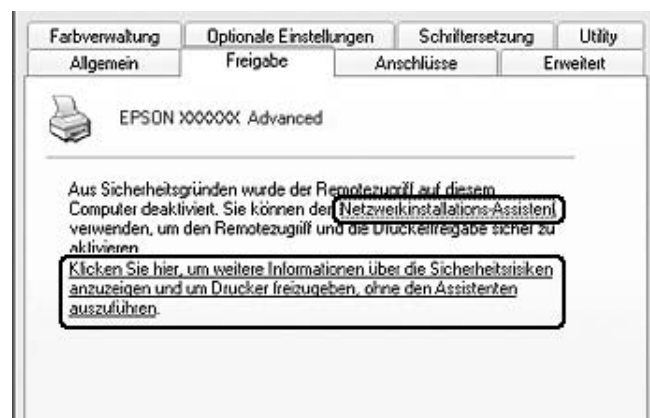 Farbverwaltung Optionale Einstellungen Schriftersetzung Utility
Allgemein Freigabe Anschlüsse Erweitert
EPSON XXXXXX Advanced
Aus Sicherheitsgründen wurde der Remotezugriff auf diesem
Computer deaktiviert. Sie können den Netzwerkinstallations-Assistent
verwenden, um den Remotezugriff und die Druckerfreigabe sicher zu
aktivieren
Klicken Sie hier, um weitere Informationen über die Sicherheitsrisiken
anzuzeigen und um Drucker freizugeben, ohne den Assistenten
auszuführen.